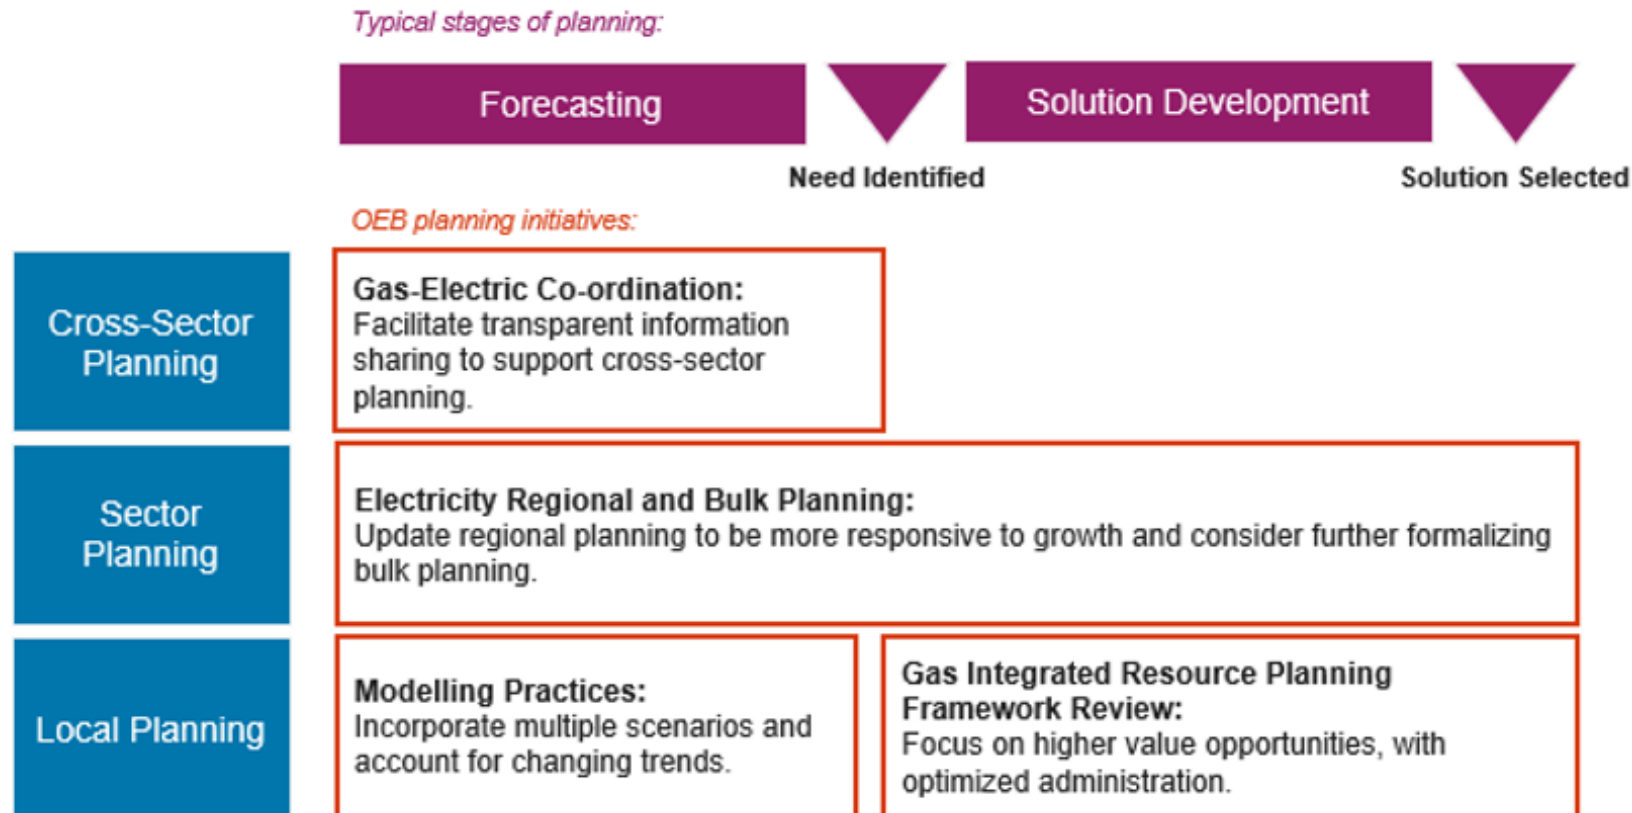 Typical stages of planning:
Forecasting
Solution Development
Need Identified
Solution Selected
OEB planning initiatives:
Cross-Sector
Planning
Gas-Electric Co-ordination:
Facilitate transparent information
sharing to support cross-sector
planning.
Sector
Planning
Electricity Regional and Bulk Planning:
Update regional planning to be more responsive to growth and consider further formalizing
bulk planning.
Local Planning
Modelling Practices:
Incorporate multiple scenarios and
account for changing trends.
Gas Integrated Resource Planning
Framework Review:
Focus on higher value opportunities, with
optimized administration.